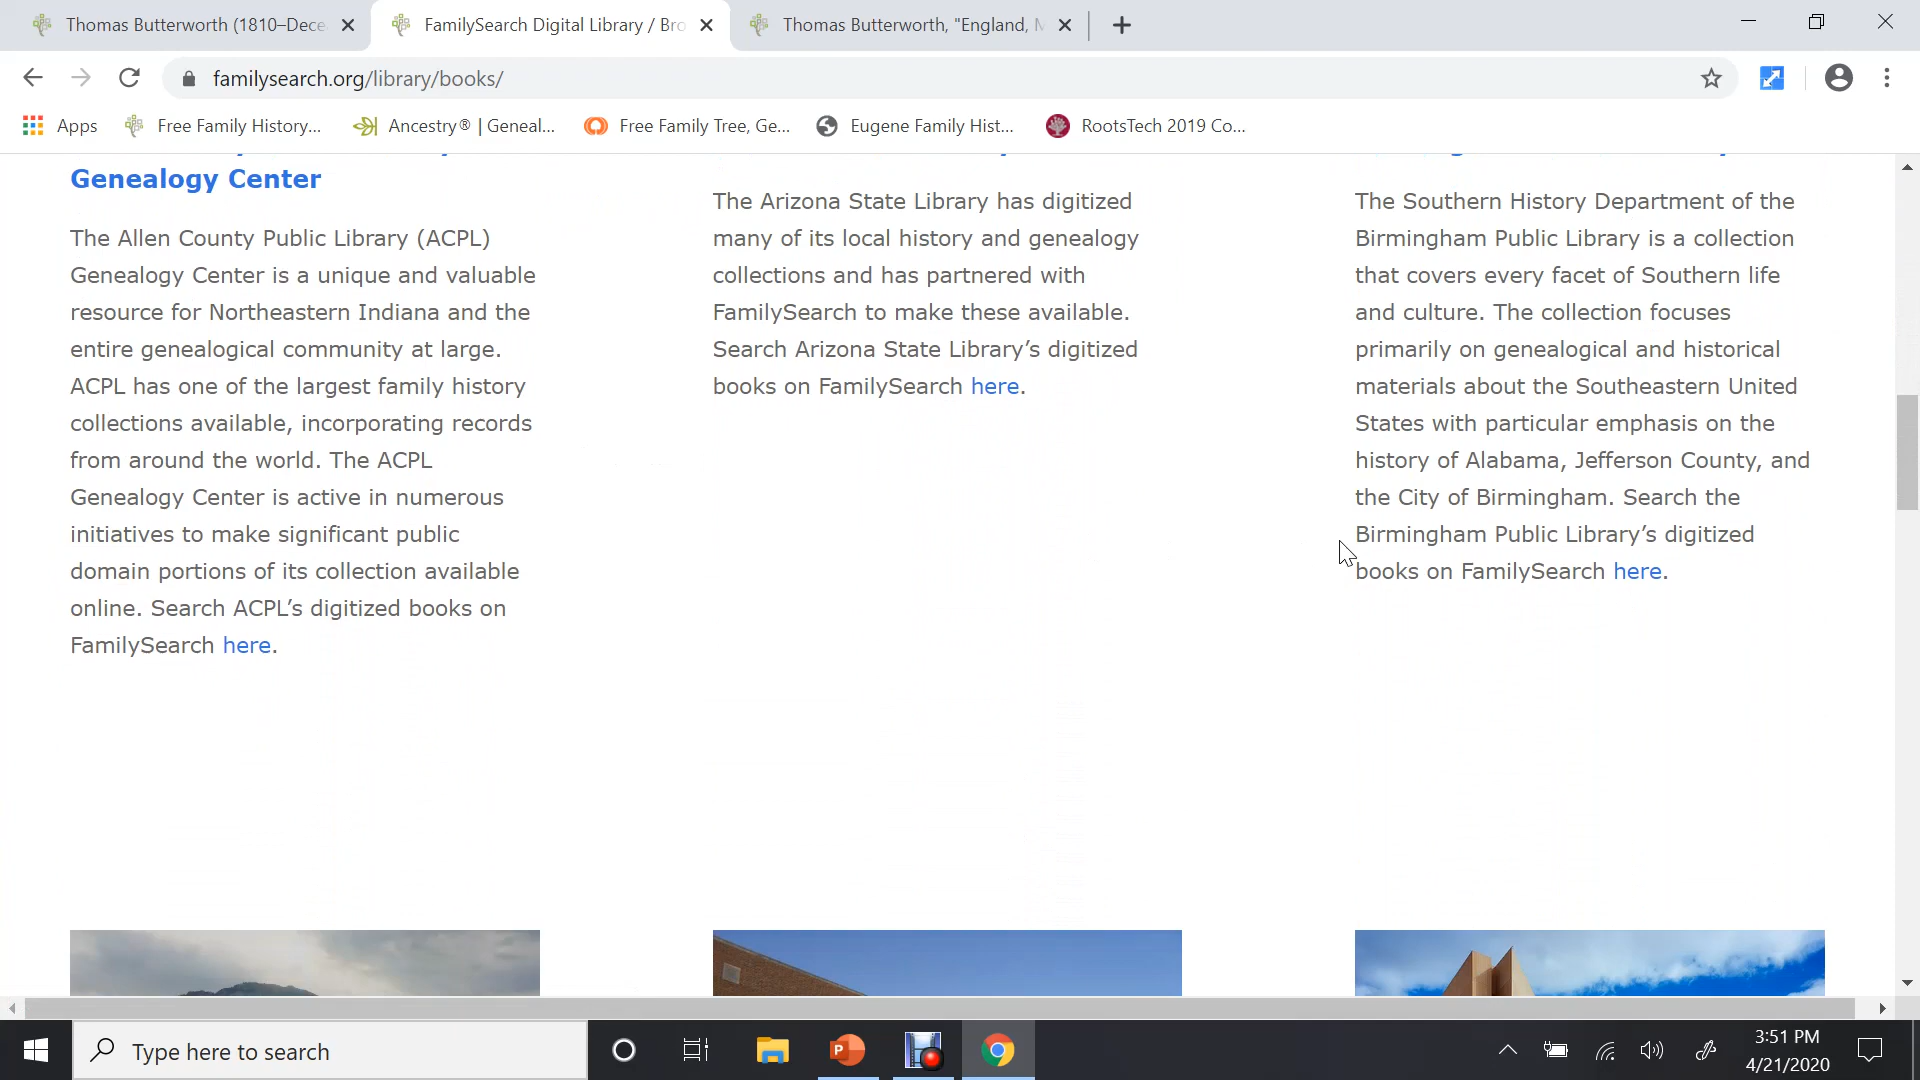 Thomas Butterworth (1810–Dece
FamilySearch Digital Library / Bro
Thomas Butterworth, "England, M
familysearch.org/library/books/
Apps
Free Family History...
Ancestry® | Geneal...
Free Family Tree, Ge...
Eugene Family Hist...
RootsTech 2019 Co...
Genealogy Center
The Allen County Public Library (ACPL)
Genealogy Center is a unique and valuable
resource for Northeastern Indiana and the
entire genealogical community at large.
ACPL has one of the largest family history
collections available, incorporating records
from around the world. The ACPL
Genealogy Center is active in numerous
initiatives to make significant public
domain portions of its collection available
online. Search ACPL’s digitized books on
FamilySearch here.
The Arizona State Library has digitized
many of its local history and genealogy
collections and has partnered with
FamilySearch to make these available.
Search Arizona State Library’s digitized
books on FamilySearch here.
The Southern History Department of the
Birmingham Public Library is a collection
that covers every facet of Southern life
and culture. The collection focuses
primarily on genealogical and historical
materials about the Southeastern United
States with particular emphasis on the
history of Alabama, Jefferson County, and
the City of Birmingham. Search the
Birmingham Public Library’s digitized
books on FamilySearch here.
Type here to search
3:51 PM
4/21/2020